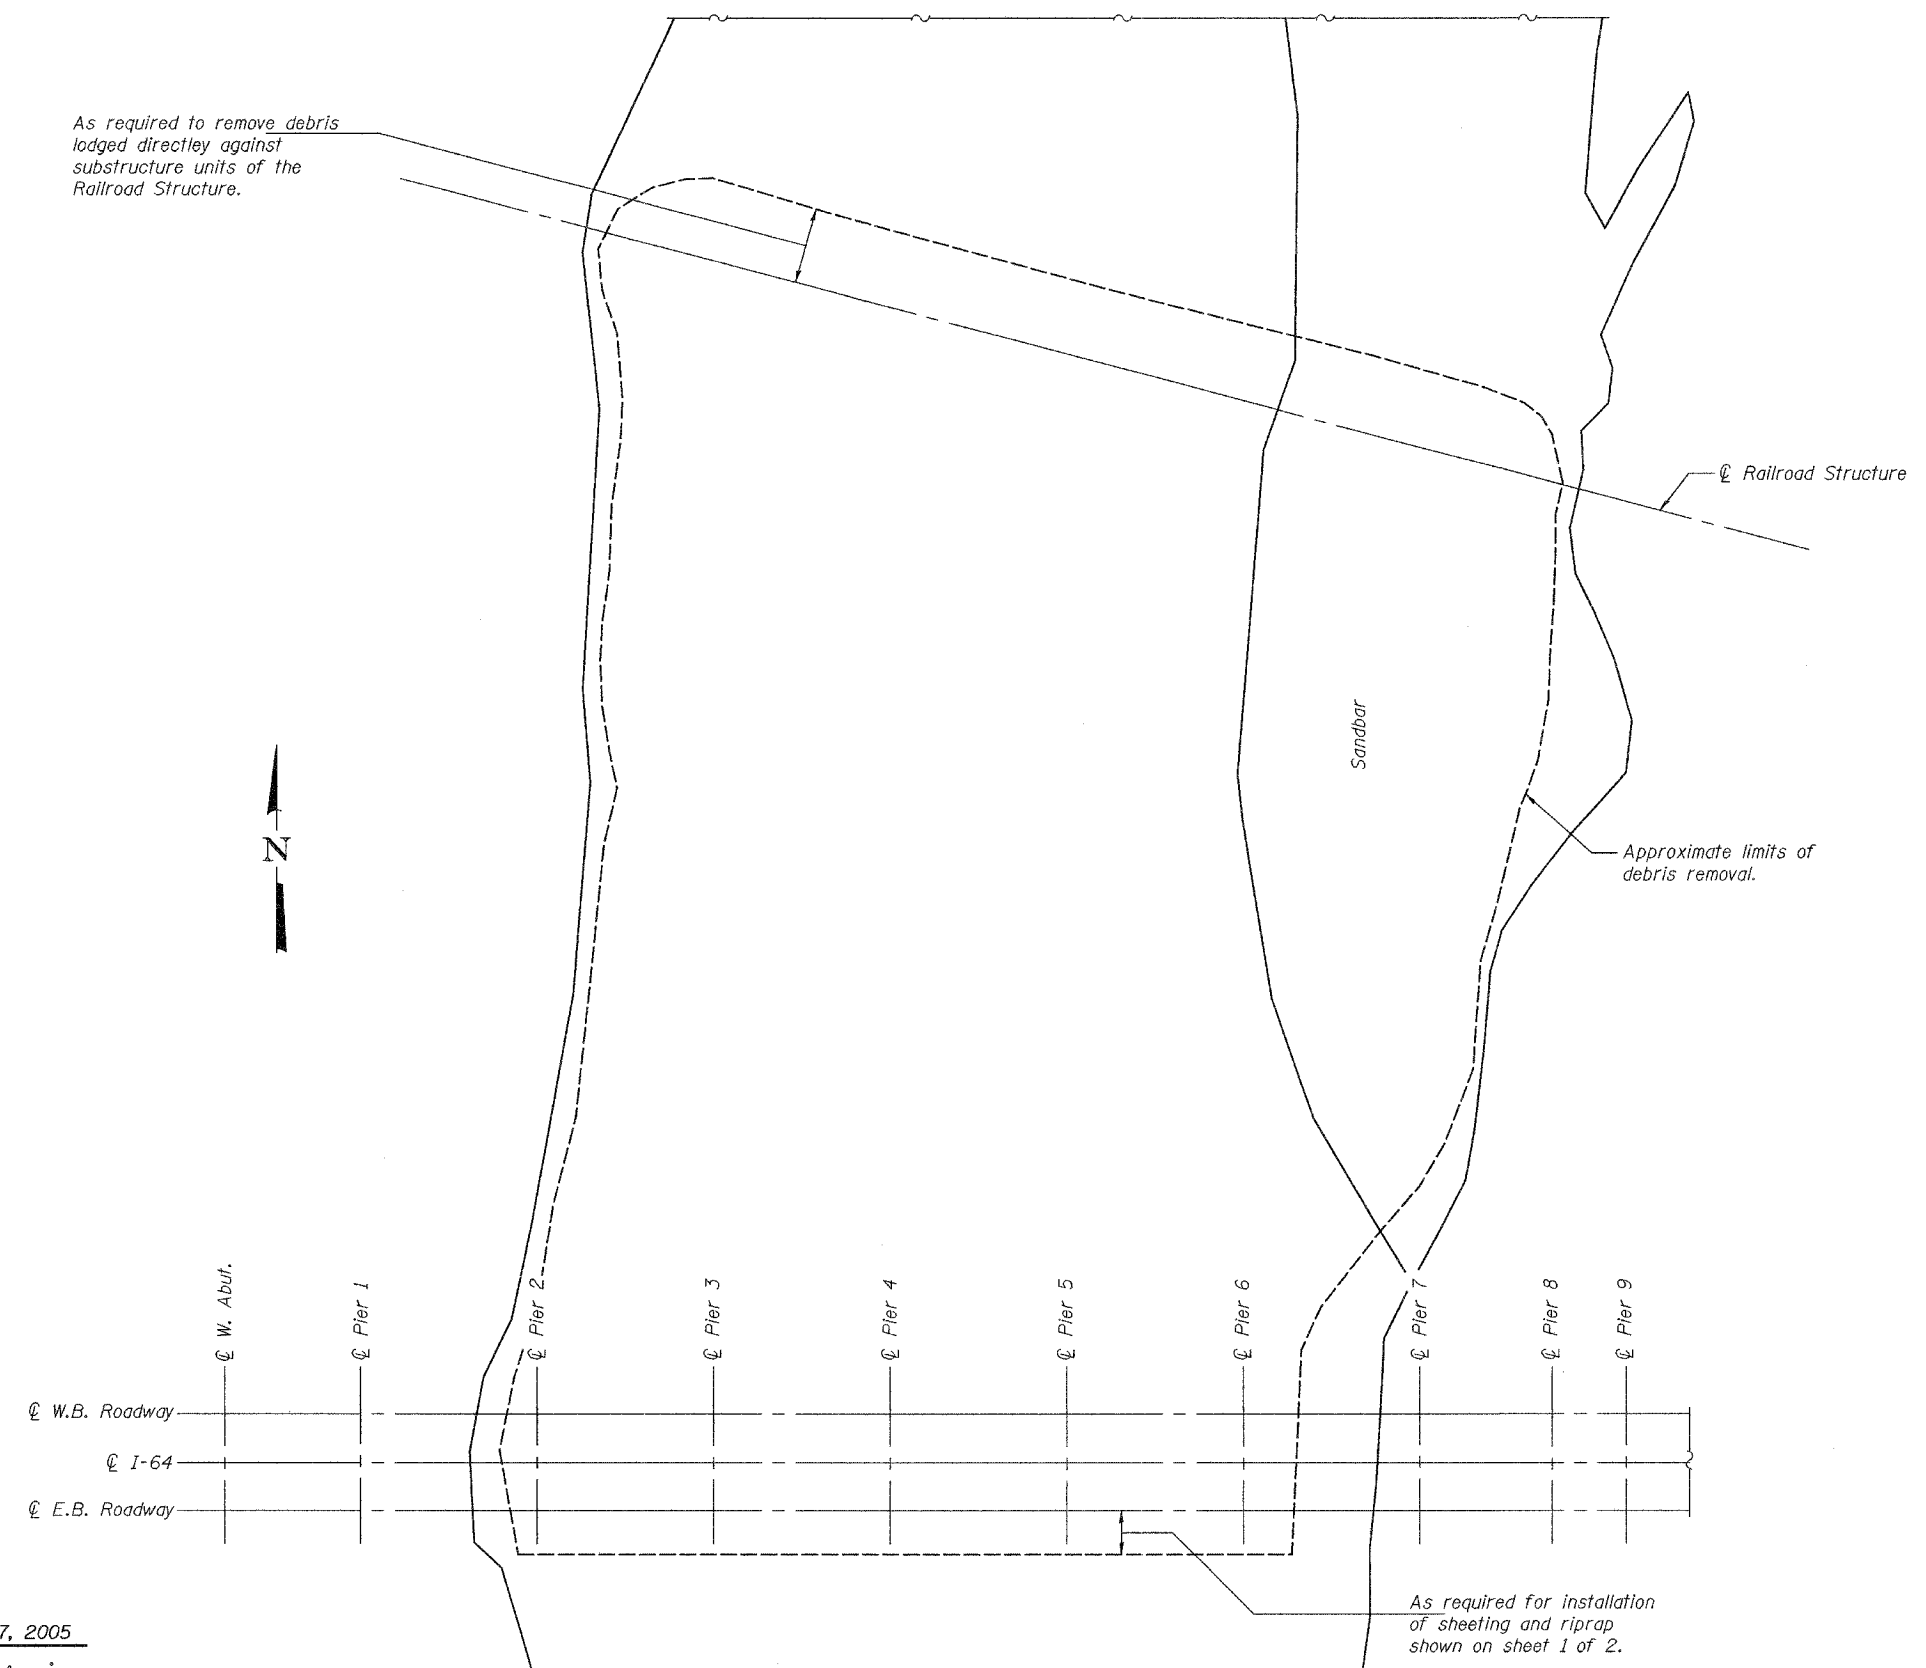 As required to remove debris
lodged directley against
substructure units of the
Railroad Structure.
℄ Railroad Structure
Sandbar
N
Approximate limits of
debris removal.
℄ W. Abut.
℄ Pier 1
℄ Pier 2
℄ Pier 3
℄ Pier 4
℄ Pier 5
℄ Pier 6
℄ Pier 7
℄ Pier 8
℄ Pier 9
℄ W.B. Roadway
℄ I-64
℄ E.B. Roadway
As required for installation
of sheeting and riprap
shown on sheet 1 of 2.
7, 2005